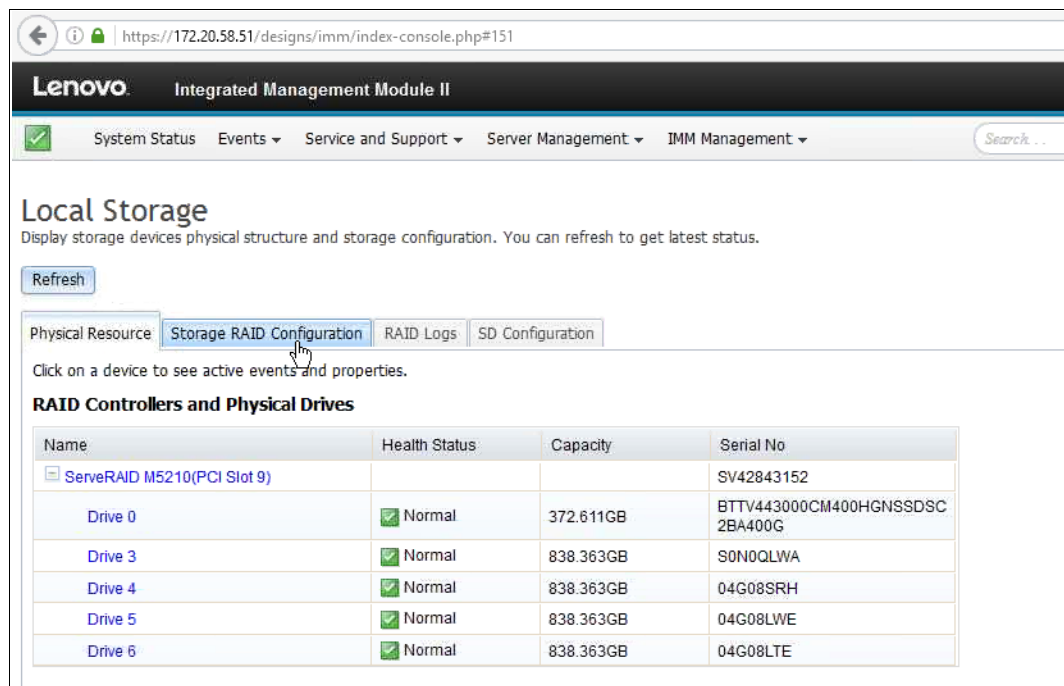 https://172.20.58.51/designs/imm/index-console.php#151
Lenovo. Integrated Management Module II
System Status Events Service and Support Server Management IMM Management Search...
Local Storage
Display storage devices physical structure and storage configuration. You can refresh to get latest status.
Refresh
Physical Resource Storage RAID Configuration RAID Logs SD Configuration
Click on a device to see active events and properties.
RAID Controllers and Physical Drives
Name Health Status Capacity Serial No
ServeRAID M5210(PCI Slot 9) SV42843152
Drive 0 Normal 372.611GB BTTV443000CM400HGNSSDSC
2BA400G
Drive 3 Normal 838.363GB S0N0QLWA
Drive 4 Normal 838.363GB 04G08SRH
Drive 5 Normal 838.363GB 04G08LWE
Drive 6 Normal 838.363GB 04G08LTE